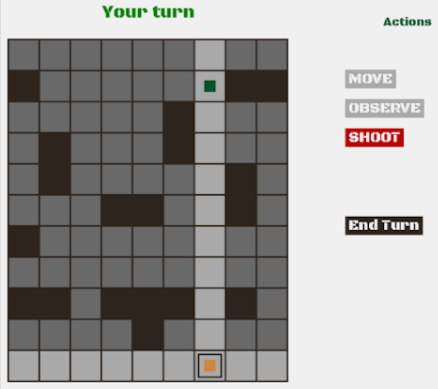 Your turn
Actions
MOVE
OBSERVE
SHOOT
End Turn